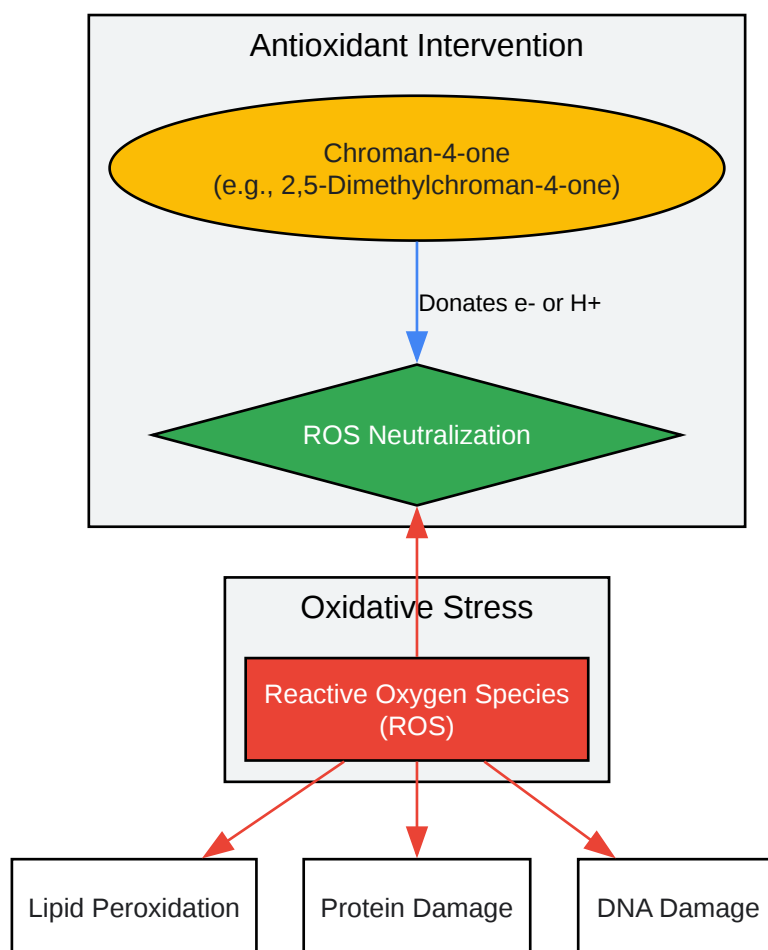 Antioxidant Intervention
Chroman-4-one
(e.g., 2,5-Dimethylchroman-4-one)
Donates e- or H+
ROS Neutralization
Oxidative Stress
Reactive Oxygen Species
(ROS)
Lipid Peroxidation
Protein Damage
DNA Damage